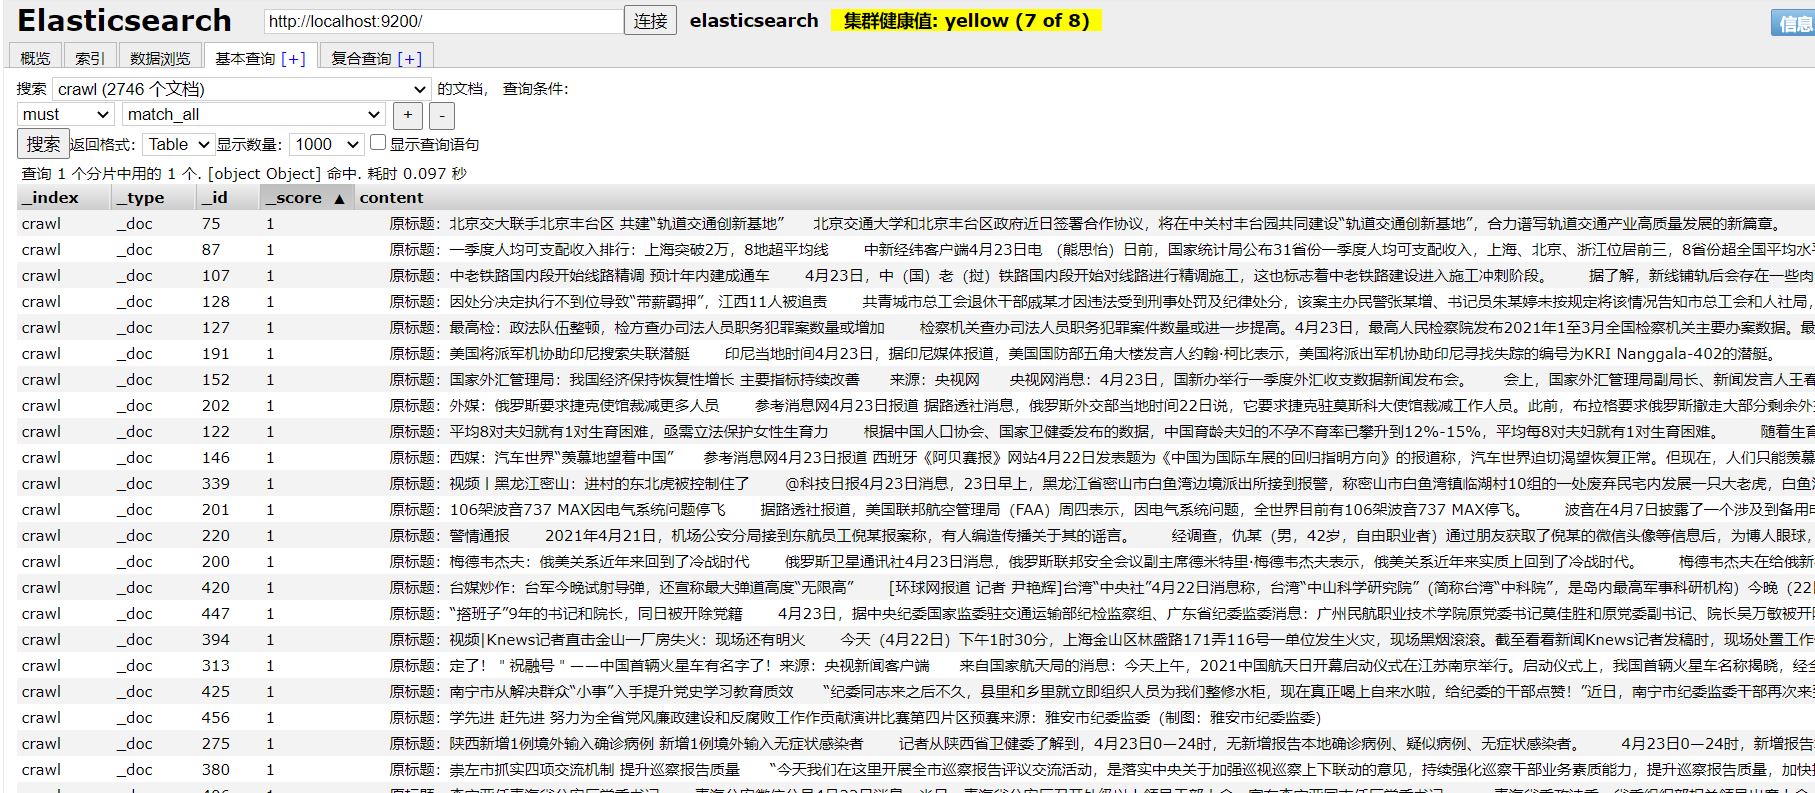 Elasticsearch http://localhost:9200/ 连接 elasticsearch 集群健康值: yellow (7 of 8) 信息
概览 索引 数据浏览 基本查询 [+] 复合查询 [+]
搜索 crawl (2746 个文档) 的文档， 查询条件:
must match_all + -
搜索 返回格式: Table 显示数量: 1000 显示查询语句
查询 1 个分片中用的 1 个. [object Object] 命中. 耗时 0.097 秒
_index _type _id _score ▲ content
crawl _doc 75 1 原标题：北京交大联手北京丰台区 共建“轨道交通创新基地” 北京交通大学和北京丰台区政府近日签署合作协议，将在中关村丰台园共同建设“轨道交通创新基地”，合力谱写轨道交通产业高质量发展的新篇章。
crawl _doc 87 1 原标题：一季度人均可支配收入排行：上海突破2万，8地超平均线 中新经纬客户端4月23日电 （熊思怡）日前，国家统计局公布31省份一季度人均可支配收入，上海、北京、浙江位居前三，8省份超全国平均水
crawl _doc 107 1 原标题：中老铁路国内段开始线路精调 预计年内建成通车 4月23日，中（国）老（挝）铁路国内段开始对线路进行精调施工，这也标志着中老铁路建设进入施工冲刺阶段。 据了解，新线铺轨后会存在一些肉
crawl _doc 128 1 原标题：因处分决定执行不到位导致“带薪羁押”，江西11人被追责 共青城市总工会退休干部戚某才因违法受到刑事处罚及纪律处分，该案主办民警张某增、书记员朱某婷未按规定将该情况告知市总工会和人社局，
crawl _doc 127 1 原标题：最高检：政法队伍整顿，检方查办司法人员职务犯罪案数量或增加 检察机关查办司法人员职务犯罪案件数量或进一步提高。4月23日，最高人民检察院发布2021年1至3月全国检察机关主要办案数据。最
crawl _doc 191 1 原标题：美国将派军机协助印尼搜索失联潜艇 印尼当地时间4月23日，据印尼媒体报道，美国国防部五角大楼发言人约翰·柯比表示，美国将派出军机协助印尼寻找失踪的编号为KRI Nanggala-402的潜艇。
crawl _doc 152 1 原标题：国家外汇管理局：我国经济保持恢复性增长 主要指标持续改善 来源：央视网 央视网消息：4月23日，国新办举行一季度外汇收支数据新闻发布会。 会上，国家外汇管理局副局长、新闻发言人王春
crawl _doc 202 1 原标题：外媒：俄罗斯要求捷克使馆裁减更多人员 参考消息网4月23日报道 据路透社消息，俄罗斯外交部当地时间22日说，它要求捷克驻莫斯科大使馆裁减工作人员。此前，布拉格要求俄罗斯撤走大部分剩余外
crawl _doc 122 1 原标题：平均8对夫妇就有1对生育困难，亟需立法保护女性生育力 根据中国人口协会、国家卫健委发布的数据，中国育龄夫妇的不孕不育率已攀升到12%-15%，平均每8对夫妇就有1对生育困难。 随着生
crawl _doc 146 1 原标题：西媒：汽车世界“羡慕地望着中国” 参考消息网4月23日报道 西班牙《阿贝赛报》网站4月22日发表题为《中国为国际车展的回归指明方向》的报道称，汽车世界迫切渴望恢复正常。但现在，人们只能羡慕
crawl _doc 339 1 原标题：视频丨黑龙江密山：进村的东北虎被控制住了 @科技日报4月23日消息，23日早上，黑龙江省密山市白鱼湾边境派出所接到报警，称密山市白鱼湾镇临湖村10组的一处废弃民宅内发展一只大老虎，白鱼
crawl _doc 201 1 原标题：106架波音737 MAX因电气系统问题停飞 据路透社报道，美国联邦航空管理局（FAA）周四表示，因电气系统问题，全世界目前有106架波音737 MAX停飞。 波音在4月7日披露了一个涉及到备用
crawl _doc 220 1 原标题：警情通报 2021年4月21日，机场公安分局接到东航员工倪某报案称，有人编造传播关于其的谣言。 经调查，仇某（男，42岁，自由职业者）通过朋友获取了倪某的微信头像等信息后，为博人眼球，
crawl _doc 200 1 原标题：梅德韦杰夫：俄美关系近年来回到了冷战时代 俄罗斯卫星通讯社4月23日消息，俄罗斯联邦安全会议副主席德米特里·梅德韦杰夫表示，俄美关系近年来实质上回到了冷战时代。 梅德韦杰夫在给俄新
crawl _doc 420 1 原标题：台媒炒作：台军今晚试射导弹，还宣称最大弹道高度“无限高” [环球网报道 记者 尹艳辉]台湾“中央社”4月22日消息称，台湾“中山科学研究院”（简称台湾“中科院”，是岛内最高军事科研机构）今晚（22
crawl _doc 447 1 原标题：“搭班子”9年的书记和院长，同日被开除党籍 4月23日，据中央纪委国家监委驻交通运输部纪检监察组、广东省纪委监委消息：广州民航职业技术学院原党委书记莫佳胜和原党委副书记、院长吴万敏被开
crawl _doc 394 1 原标题：视频|Knews记者直击金山一厂房失火：现场还有明火 今天（4月22日）下午1时30分，上海金山区林盛路171弄116号一单位发生火灾，现场黑烟滚滚。截至看看新闻Knews记者发稿时，现场处置工作
crawl _doc 313 1 原标题：定了！＂祝融号＂——中国首辆火星车有名字了！来源：央视新闻客户端 来自国家航天局的消息：今天上午，2021中国航天日开幕启动仪式在江苏南京举行。启动仪式上，我国首辆火星车名称揭晓，经全
crawl _doc 425 1 原标题：南宁市从解决群众“小事”入手提升党史学习教育质效 “纪委同志来之后不久，县里和乡里就立即组织人员为我们整修水柜，现在真正喝上自来水啦，给纪委的干部点赞！”近日，南宁市纪委监委干部再次来到
crawl _doc 456 1 原标题：学先进 赶先进 努力为全省党风廉政建设和反腐败工作作贡献演讲比赛第四片区预赛来源：雅安市纪委监委（制图：雅安市纪委监委）
crawl _doc 275 1 原标题：陕西新增1例境外输入确诊病例 新增1例境外输入无症状感染者 记者从陕西省卫健委了解到，4月23日0—24时，无新增报告本地确诊病例、疑似病例、无症状感染者。 4月23日0—24时，新增报告
crawl _doc 380 1 原标题：崇左市抓实四项交流机制 提升巡察报告质量 “今天我们在这里开展全市巡察报告评议交流活动，是落实中央关于加强巡视巡察上下联动的意见，持续强化巡察干部业务素质能力，提升巡察报告质量，加快